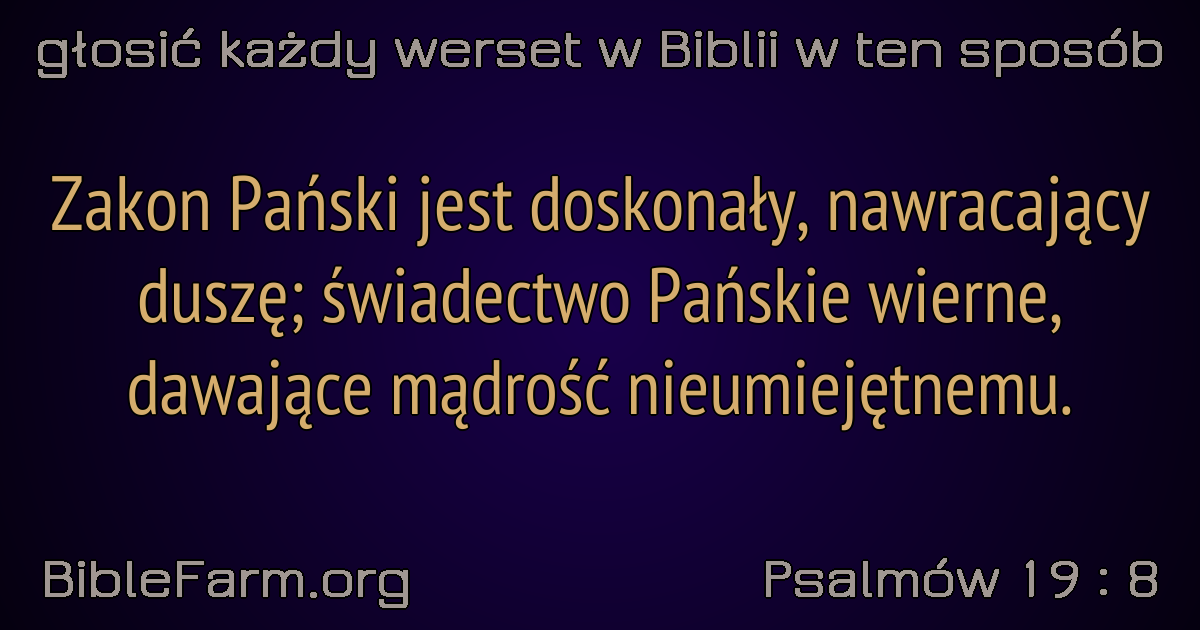 głosić każdy werset w Biblii w ten sposób
Zakon Pański jest doskonały, nawracający
duszę; świadectwo Pańskie wierne,
dawające mądrość nieumiejętnemu.
BibleFarm.org
Psalmów 19 : 8